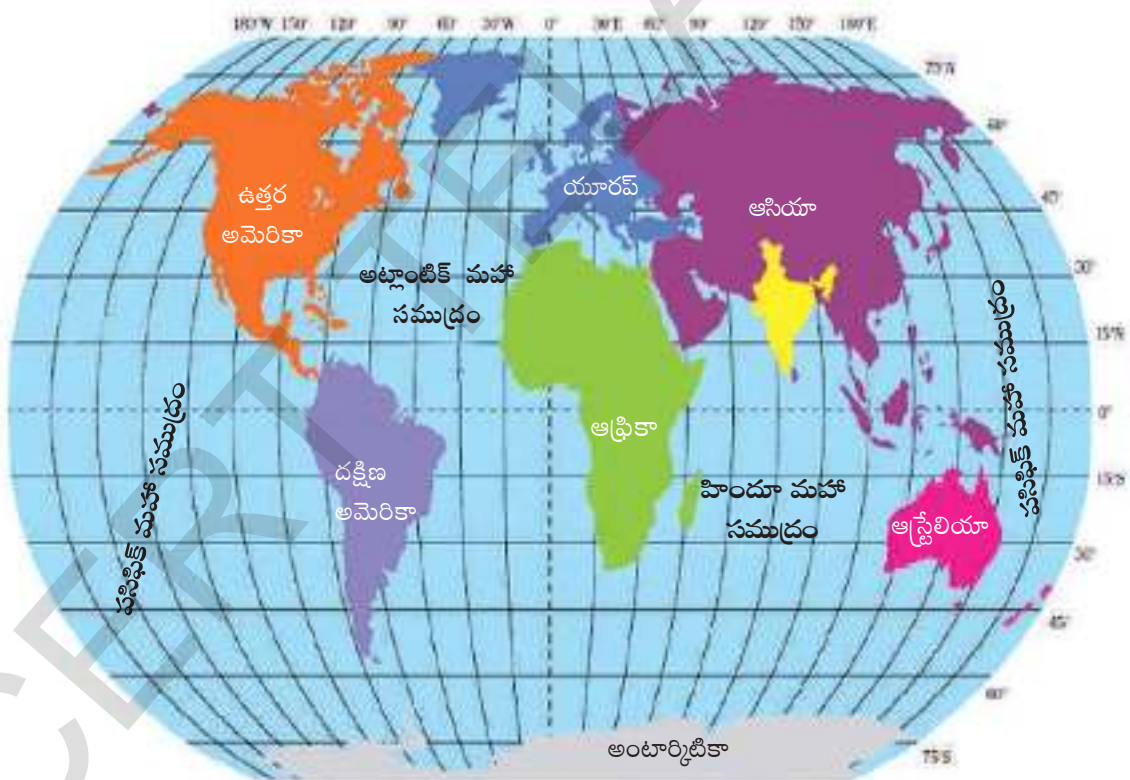 180°W 150° 120° 90° 60° 30°W 0° 30°E 60° 90° 120° 150° 180°E
75°N
60°
45°
30°
15°N
0°
15°S
30°
45°
60°
75°S
ఉత్తర
అమెరికా
యూరప్
ఆసియా
అట్లాంటిక్ మహా
సముద్రం
పసిఫిక్ మహా సముద్రం
ఆఫ్రికా
దక్షిణ
అమెరికా
హిందూ మహా
సముద్రం
ఆస్ట్రేలియా
పసిఫిక్ మహా సముద్రం
అంటార్కిటికా